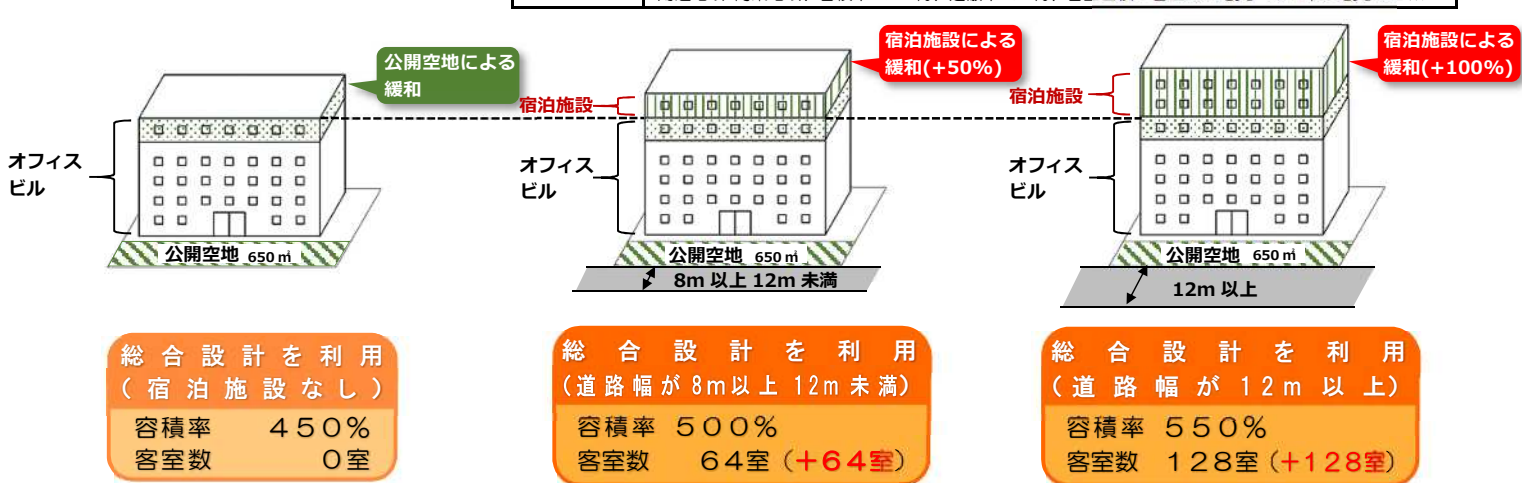 公開空地による
緩和
オフィス
ビル
公開空地 650㎡
総合設計を利用
(宿泊施設なし)
容積率 450%
客室数 0室
宿泊施設による
緩和(+50%)
宿泊施設
オフィス
ビル
公開空地 650㎡
8m 以上 12m 未満
総合設計を利用
(道路幅が8m以上 12m未満)
容積率 500%
客室数 64室 (+64室)
宿泊施設による
緩和(+100%)
宿泊施設
オフィス
ビル
公開空地 650㎡
12m 以上
総合設計を利用
(道路幅が12m以上)
容積率 550%
客室数 128室 (+128室)